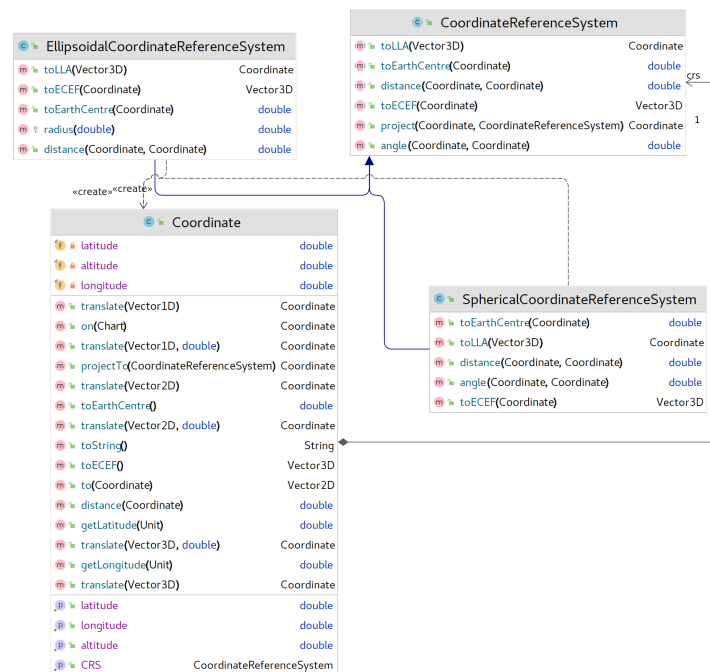 EllipsoidalCoordinateReferenceSystem
toLLA(Vector3D) Coordinate
toECEF(Coordinate) Vector3D
toEarthCentre(Coordinate) double
radius(double) double
distance(Coordinate, Coordinate) double
CoordinateReferenceSystem
toLLA(Vector3D) Coordinate
toEarthCentre(Coordinate) double
distance(Coordinate, Coordinate) double
toECEF(Coordinate) Vector3D
project(Coordinate, CoordinateReferenceSystem) Coordinate
angle(Coordinate, Coordinate) double
crs
1
«create» «create»
Coordinate
latitude double
altitude double
longitude double
translate(Vector1D) Coordinate
on(Chart) Coordinate
translate(Vector1D, double) Coordinate
projectTo(CoordinateReferenceSystem) Coordinate
translate(Vector2D) Coordinate
toEarthCentre() double
translate(Vector2D, double) Coordinate
toString() String
toECEF() Vector3D
to(Coordinate) Vector2D
distance(Coordinate) double
getLatitude(Unit) double
translate(Vector3D, double) Coordinate
getLongitude(Unit) double
translate(Vector3D) Coordinate
latitude double
longitude double
altitude double
CRS CoordinateReferenceSystem
SphericalCoordinateReferenceSystem
toEarthCentre(Coordinate) double
toLLA(Vector3D) Coordinate
distance(Coordinate, Coordinate) double
angle(Coordinate, Coordinate) double
toECEF(Coordinate) Vector3D